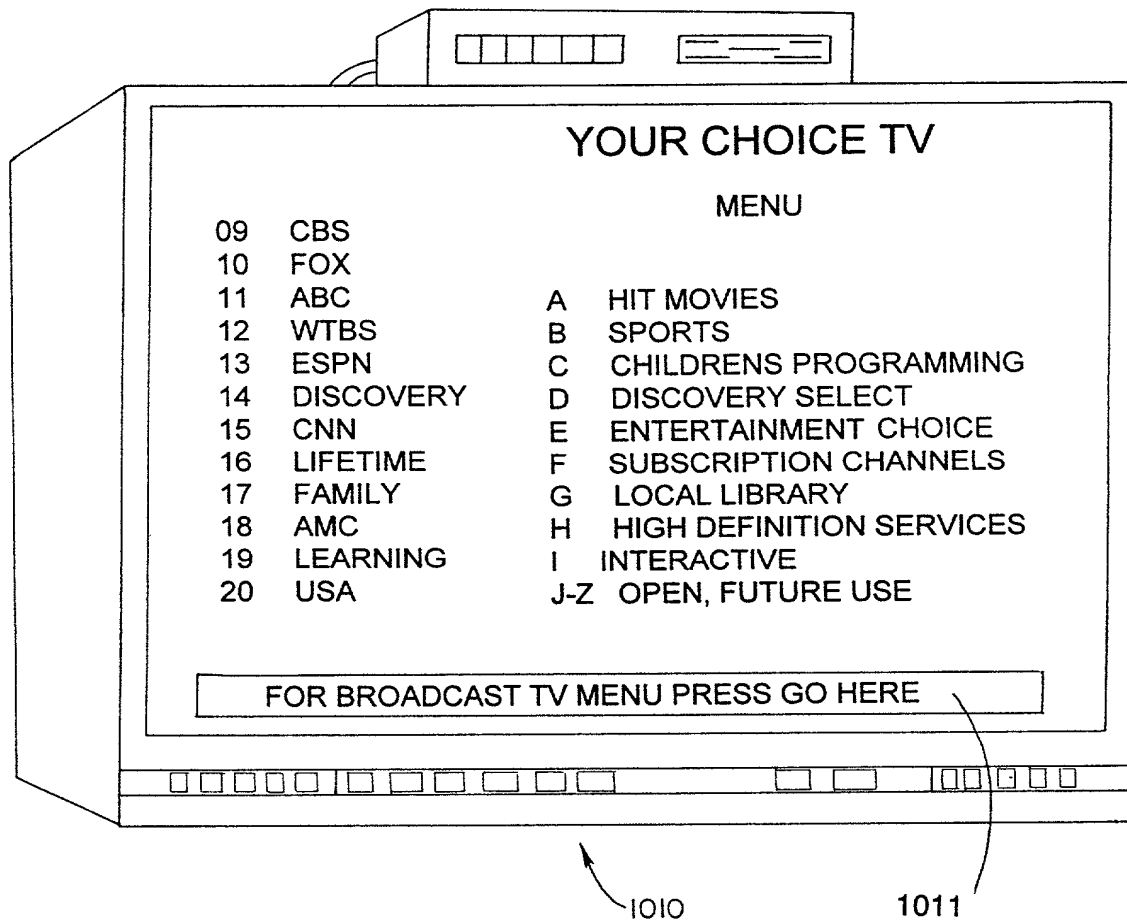 YOUR CHOICE TV
MENU
09 CBS
10 FOX
11 ABC
12 WTBS
13 ESPN
14 DISCOVERY
15 CNN
16 LIFETIME
17 FAMILY
18 AMC
19 LEARNING
20 USA
A HIT MOVIES
B SPORTS
C CHILDRENS PROGRAMMING
D DISCOVERY SELECT
E ENTERTAINMENT CHOICE
F SUBSCRIPTION CHANNELS
G LOCAL LIBRARY
H HIGH DEFINITION SERVICES
I INTERACTIVE
J-Z OPEN, FUTURE USE
FOR BROADCAST TV MENU PRESS GO HERE
1010
1011